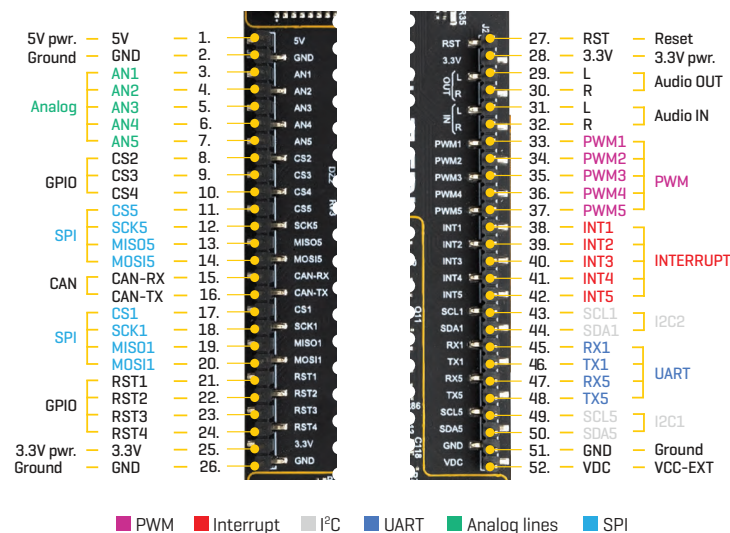 5V pwr. — 5V — 1. 5V
Ground — GND — 2. GND
Analog
AN1 — 3. AN1
AN2 — 4. AN2
AN3 — 5. AN3
AN4 — 6. AN4
AN5 — 7. AN5
GPIO
CS2 — 8. CS2
CS3 — 9. CS3
CS4 — 10. CS4
SPI
CS5 — 11. CS5
SCK5 — 12. SCK5
MISO5 — 13. MISO5
MOSI5 — 14. MOSI5
CAN
CAN-RX — 15. CAN-RX
CAN-TX — 16. CAN-TX
SPI
CS1 — 17. CS1
SCK1 — 18. SCK1
MISO1 — 19. MISO1
MOSI1 — 20. MOSI1
GPIO
RST1 — 21. RST1
RST2 — 22. RST2
RST3 — 23. RST3
RST4 — 24. RST4
3.3V pwr. — 3.3V — 25. 3.3V
Ground — GND — 26. GND
RST 27. — RST — Reset
3.3V 28. — 3.3V — 3.3V pwr.
OUT
L 29. — L
R 30. — R
Audio OUT
IN
L 31. — L
R 32. — R
Audio IN
PWM1 33. — PWM1
PWM2 34. — PWM2
PWM3 35. — PWM3
PWM4 36. — PWM4
PWM5 37. — PWM5
PWM
INT1 38. — INT1
INT2 39. — INT2
INT3 40. — INT3
INT4 41. — INT4
INT5 42. — INT5
INTERRUPT
SCL1 43. — SCL1
SDA1 44. — SDA1
I2C2
RX1 45. — RX1
TX1 46. — TX1
RX5 47. — RX5
TX5 48. — TX5
UART
SCL5 49. — SCL5
SDA5 50. — SDA5
I2C1
GND 51. — GND — Ground
VDC 52. — VDC — VCC-EXT
PWM Interrupt I²C UART Analog lines SPI